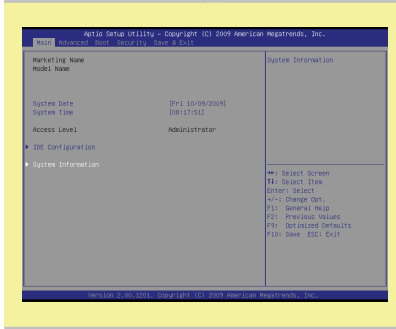 Aptio Setup Utility - Copyright (C) 2009 American Megatrends, Inc.
Main Advanced Boot Security Save & Exit
Marketing Name
Model Name
System Date [Fri 10/09/2009]
System Time [08:17:51]
Access Level Administrator
IDE Configuration
System Information
System Information
→←: Select Screen
↑↓: Select Item
Enter: Select
+/-: Change Opt.
F1: General Help
F2: Previous Values
F9: Optimized Defaults
F10: Save ESC: Exit
Version 2.00.1201. Copyright (C) 2009 American Megatrends, Inc.